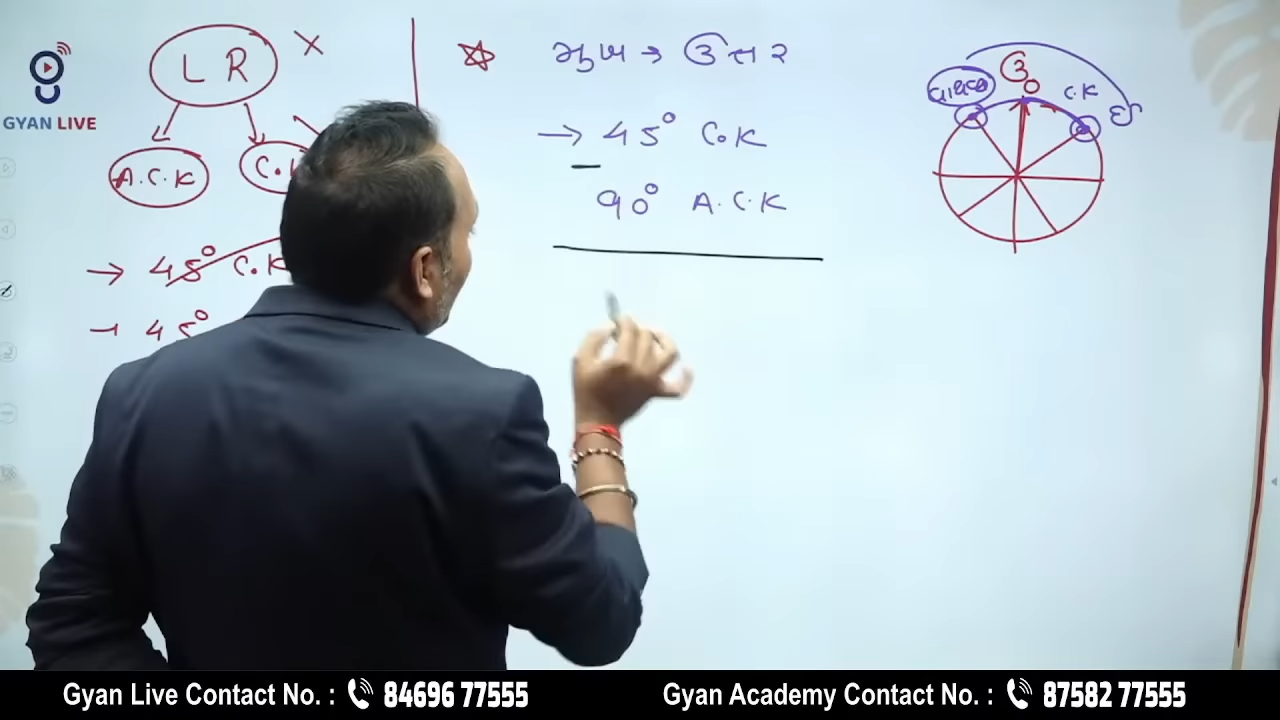 GYAN LIVE
L R ×
A.C.K
C.K
→ 45° C.K
→ 45°
મુખ → ઉત્તર
→ 45° C.K
90° A.C.K
ઉ
0
વાયવ્ય
C.K
ઈ
Gyan Live Contact No. : 84696 77555
Gyan Academy Contact No. : 87582 77555